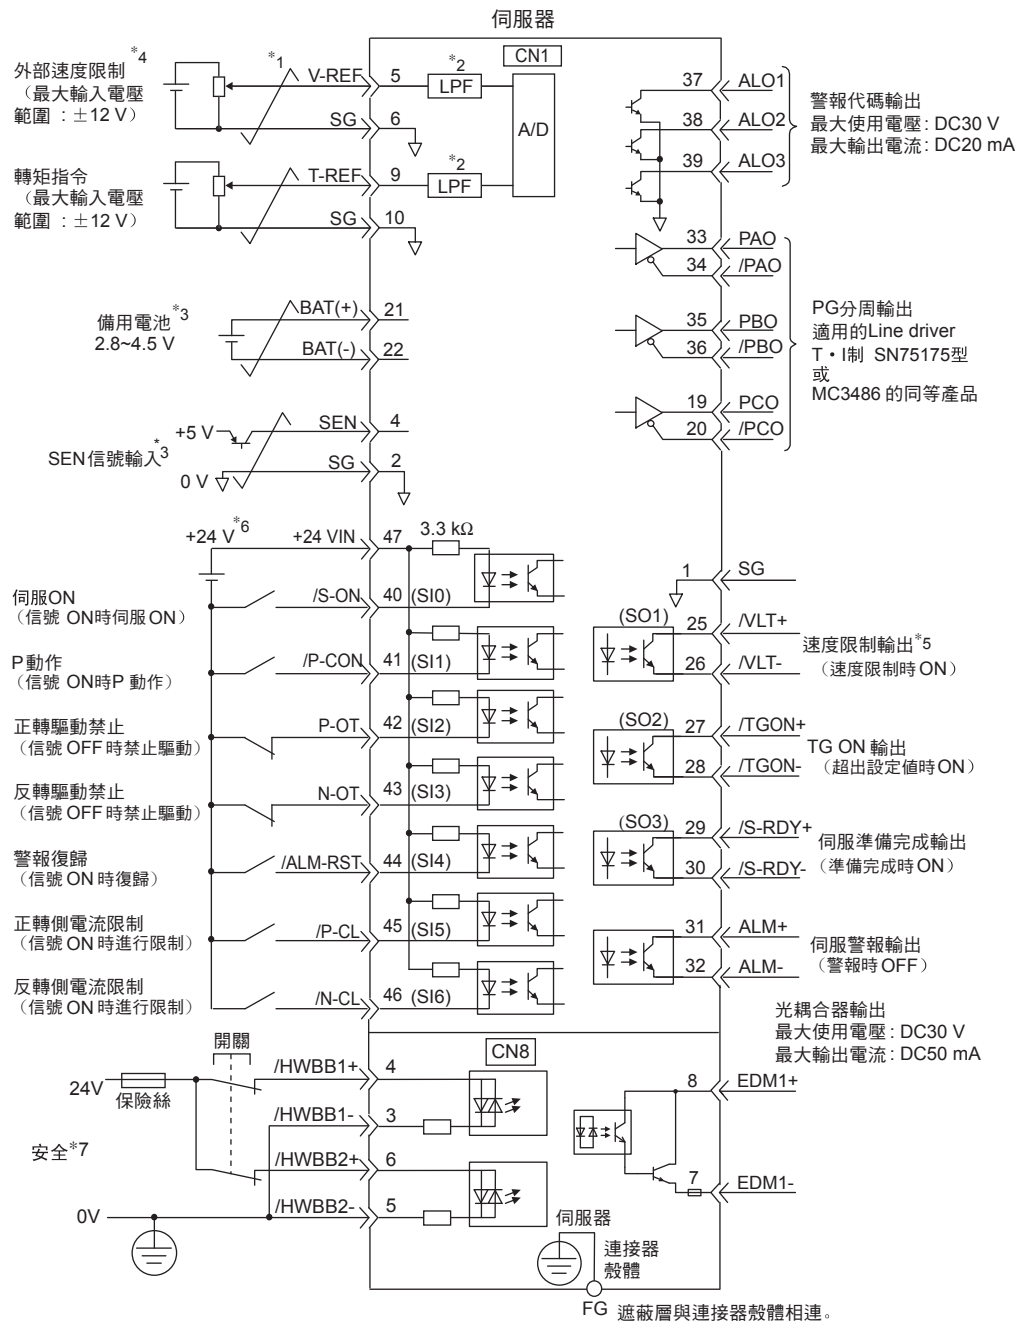 伺服器
CN1
外部速度限制*4
（最大輸入電壓
範圍 ：±12 V）
*1
V-REF 5
*2
LPF
SG 6
A/D
轉矩指令
（最大輸入電壓
範圍 ：±12 V）
T-REF 9
*2
LPF
SG 10
備用電池*3
2.8~4.5 V
BAT(+) 21
BAT(-) 22
SEN信號輸入*3
+5 V
SEN 4
0 V
SG 2
+24 V*6
+24 VIN 47
3.3 kΩ
伺服ON
（信號 ON時伺服ON）
/S-ON 40 (SI0)
P動作
（信號 ON時P 動作）
/P-CON 41 (SI1)
正轉驅動禁止
（信號 OFF時禁止驅動）
P-OT 42 (SI2)
反轉驅動禁止
（信號 OFF時禁止驅動）
N-OT 43 (SI3)
警報復歸
（信號 ON時復歸）
/ALM-RST 44 (SI4)
正轉側電流限制
（信號 ON時進行限制）
/P-CL 45 (SI5)
反轉側電流限制
（信號 ON時進行限制）
/N-CL 46 (SI6)
37 ALO1
38 ALO2
39 ALO3
警報代碼輸出
最大使用電壓：DC30 V
最大輸出電流：DC20 mA
33 PAO
34 /PAO
35 PBO
36 /PBO
19 PCO
20 /PCO
PG分周輸出
適用的Line driver
T・I制 SN75175型
或
MC3486 的同等產品
1 SG
(SO1) 25 /VLT+
26 /VLT-
速度限制輸出*5
（速度限制時ON）
(SO2) 27 /TGON+
28 /TGON-
TG ON 輸出
（超出設定值時ON）
(SO3) 29 /S-RDY+
30 /S-RDY-
伺服準備完成輸出
（準備完成時ON）
31 ALM+
32 ALM-
伺服警報輸出
（警報時OFF）
光耦合器輸出
最大使用電壓：DC30 V
最大輸出電流：DC50 mA
CN8
開關
24V
保險絲
/HWBB1+ 4
/HWBB1- 3
安全*7
/HWBB2+ 6
0V
/HWBB2- 5
8 EDM1+
7 EDM1-
伺服器
連接器
殼體
FG 遮蔽層與連接器殼體相連。